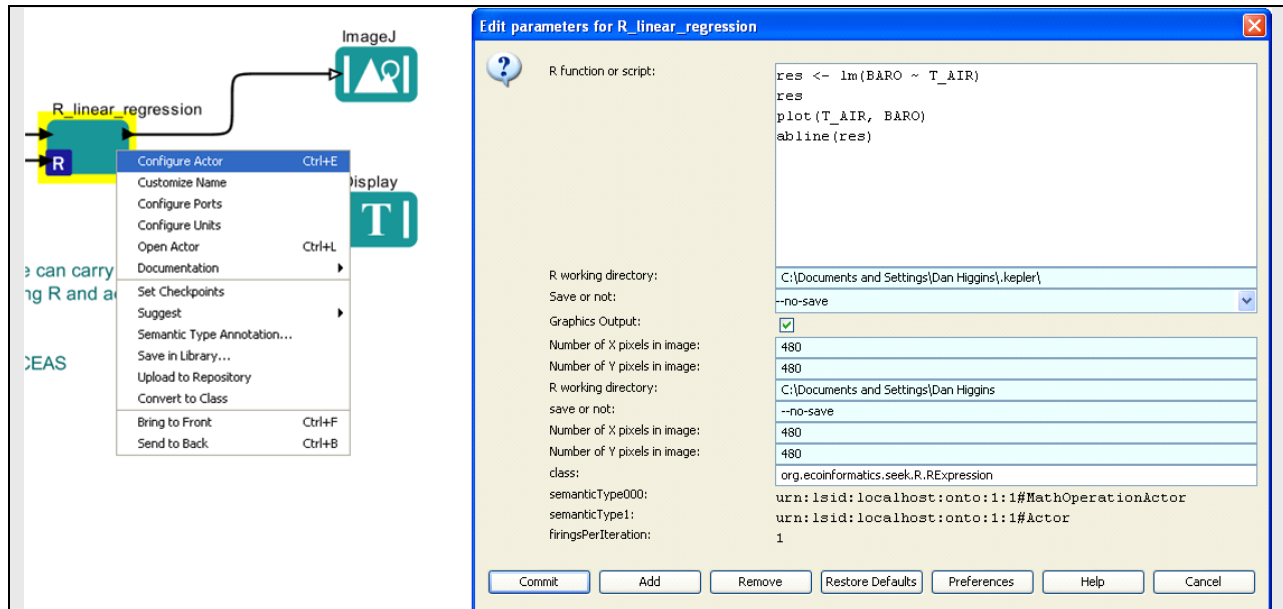 ImageJ
R_linear_regression
R
Configure Actor Ctrl+E
Customize Name
Configure Ports
Configure Units
Open Actor Ctrl+L
Documentation
Set Checkpoints
Suggest
Semantic Type Annotation...
Save in Library...
Upload to Repository
Convert to Class
Bring to Front Ctrl+F
Send to Back Ctrl+B
Display
T
can carry
ng R and a
CEAS
Edit parameters for R_linear_regression
R function or script:
res <- lm(BARO ~ T_AIR)
res
plot(T_AIR, BARO)
abline(res)
R working directory: C:\Documents and Settings\Dan Higgins\.kepler\
Save or not: --no-save
Graphics Output:
Number of X pixels in image: 480
Number of Y pixels in image: 480
R working directory: C:\Documents and Settings\Dan Higgins
save or not: --no-save
Number of X pixels in image: 480
Number of Y pixels in image: 480
class: org.ecoinformatics.seek.R.RExpression
semanticType000: urn:lsid:localhost:onto:1:1#MathOperationActor
semanticType1: urn:lsid:localhost:onto:1:1#Actor
firingsPerIteration: 1
Commit Add Remove Restore Defaults Preferences Help Cancel